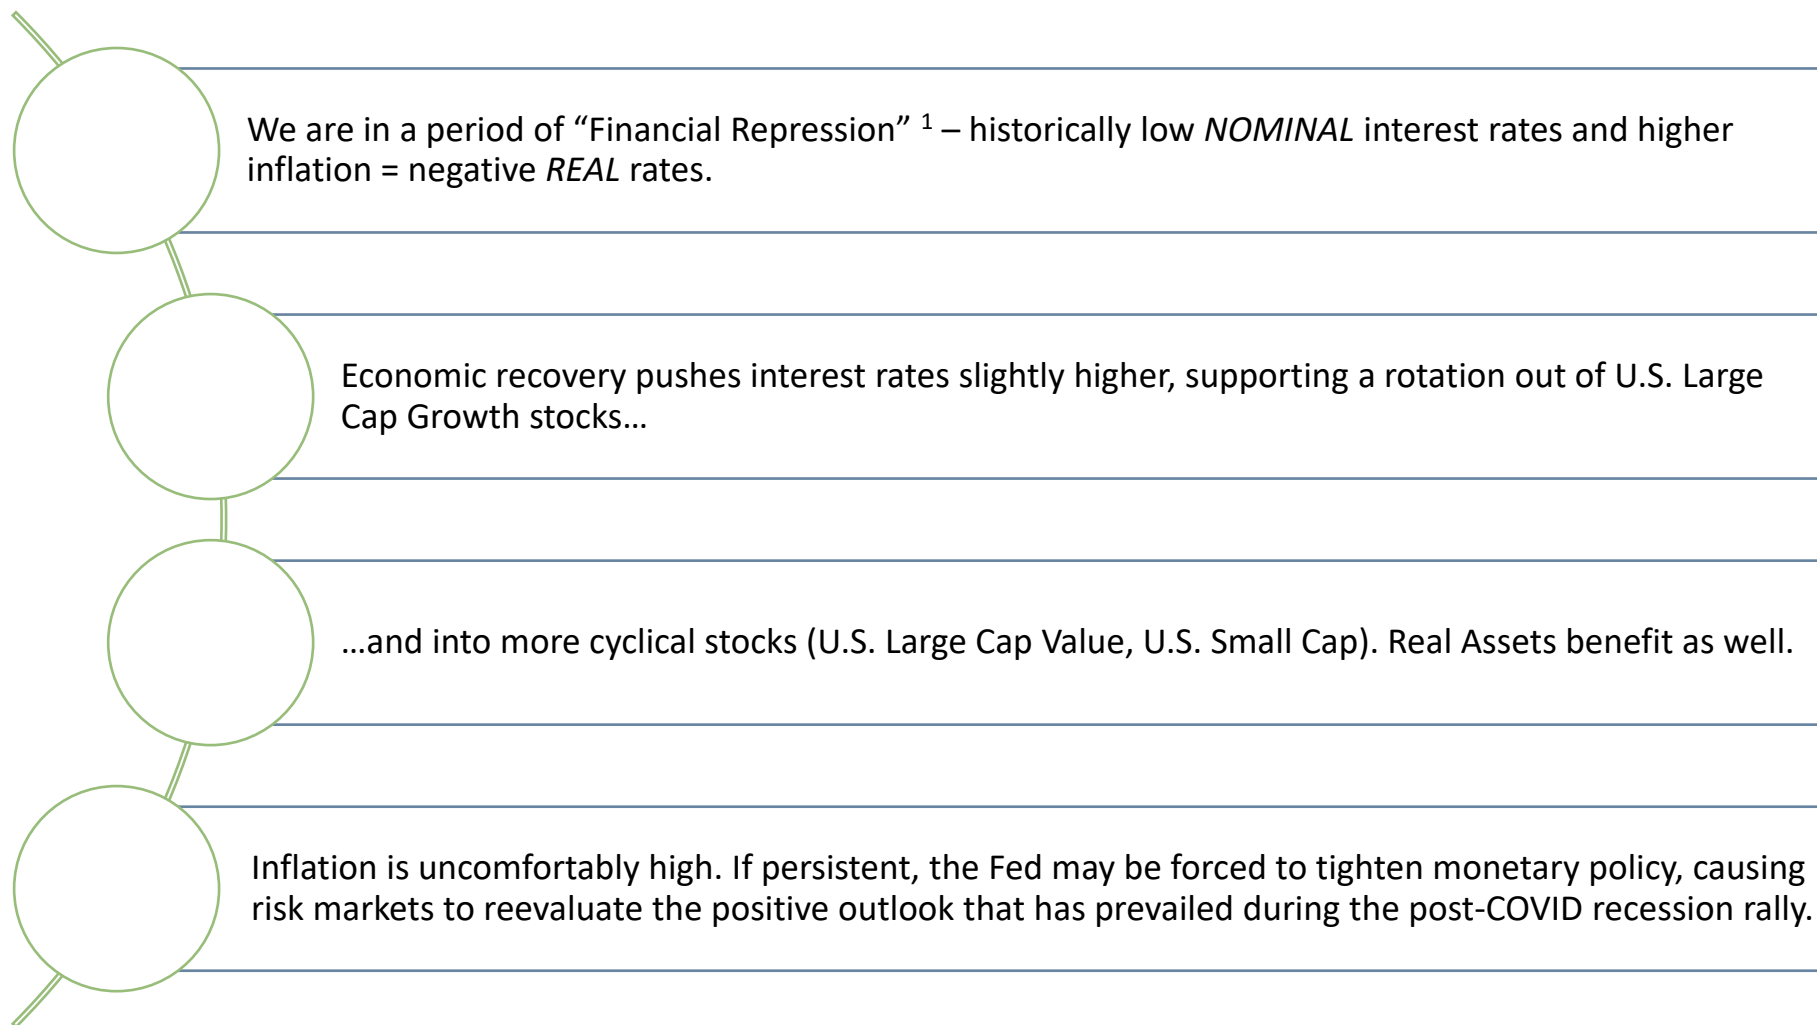 We are in a period of “Financial Repression” ¹ – historically low NOMINAL interest rates and higher
inflation = negative REAL rates.
Economic recovery pushes interest rates slightly higher, supporting a rotation out of U.S. Large
Cap Growth stocks…
…and into more cyclical stocks (U.S. Large Cap Value, U.S. Small Cap). Real Assets benefit as well.
Inflation is uncomfortably high. If persistent, the Fed may be forced to tighten monetary policy, causing
risk markets to reevaluate the positive outlook that has prevailed during the post-COVID recession rally.